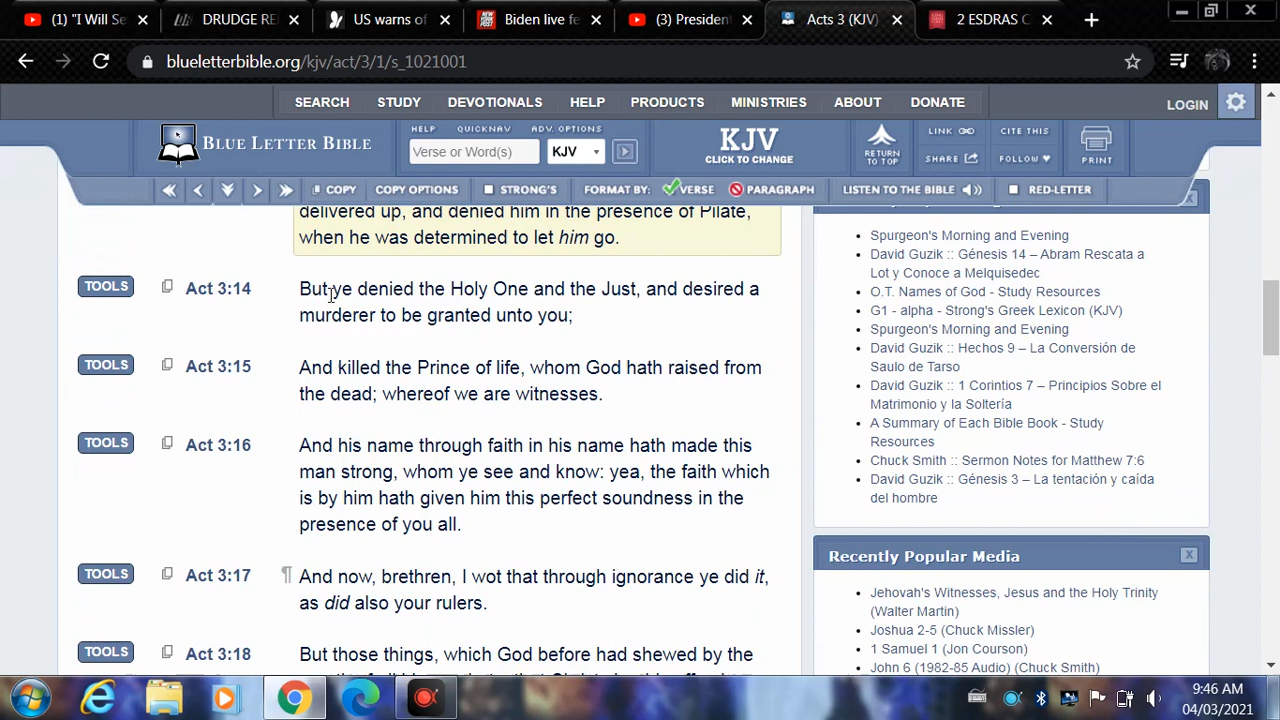 (1) "I Will Se
DRUDGE RE
US warns of
Biden live fe
(3) President
Acts 3 (KJV)
2 ESDRAS C
blueletterbible.org/kjv/act/3/1/s_1021001
SEARCH STUDY DEVOTIONALS HELP PRODUCTS MINISTRIES ABOUT DONATE LOGIN
BLUE LETTER BIBLE
HELP QUICKNAV ADV. OPTIONS
Verse or Word(s) KJV
KJV
CLICK TO CHANGE
RETURN
TO TOP
LINK CITE THIS
SHARE FOLLOW
PRINT
COPY COPY OPTIONS STRONG'S FORMAT BY: VERSE PARAGRAPH LISTEN TO THE BIBLE RED-LETTER
delivered up, and denied him in the presence of Pilate,
when he was determined to let him go.
TOOLS Act 3:14 But ye denied the Holy One and the Just, and desired a
murderer to be granted unto you;
TOOLS Act 3:15 And killed the Prince of life, whom God hath raised from
the dead; whereof we are witnesses.
TOOLS Act 3:16 And his name through faith in his name hath made this
man strong, whom ye see and know: yea, the faith which
is by him hath given him this perfect soundness in the
presence of you all.
TOOLS Act 3:17 ¶ And now, brethren, I wot that through ignorance ye did it,
as did also your rulers.
TOOLS Act 3:18 But those things, which God before had shewed by the
Spurgeon's Morning and Evening
David Guzik :: Génesis 14 – Abram Rescata a
Lot y Conoce a Melquisedec
O.T. Names of God - Study Resources
G1 - alpha - Strong's Greek Lexicon (KJV)
Spurgeon's Morning and Evening
David Guzik :: Hechos 9 – La Conversión de
Saulo de Tarso
David Guzik :: 1 Corintios 7 – Principios Sobre el
Matrimonio y la Soltería
A Summary of Each Bible Book - Study
Resources
Chuck Smith :: Sermon Notes for Matthew 7:6
David Guzik :: Génesis 3 – La tentación y caída
del hombre
Recently Popular Media
Jehovah's Witnesses, Jesus and the Holy Trinity
(Walter Martin)
Joshua 2-5 (Chuck Missler)
1 Samuel 1 (Jon Courson)
John 6 (1982-85 Audio) (Chuck Smith)
9:46 AM
04/03/2021